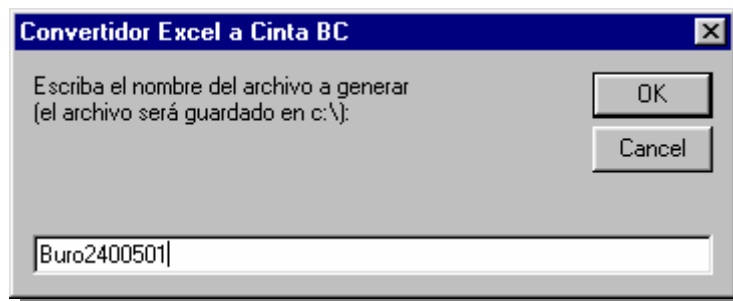 Convertidor Excel a Cinta BC
Escriba el nombre del archivo a generar
(el archivo será guardado en c:\):
OK
Cancel
Buro2400501